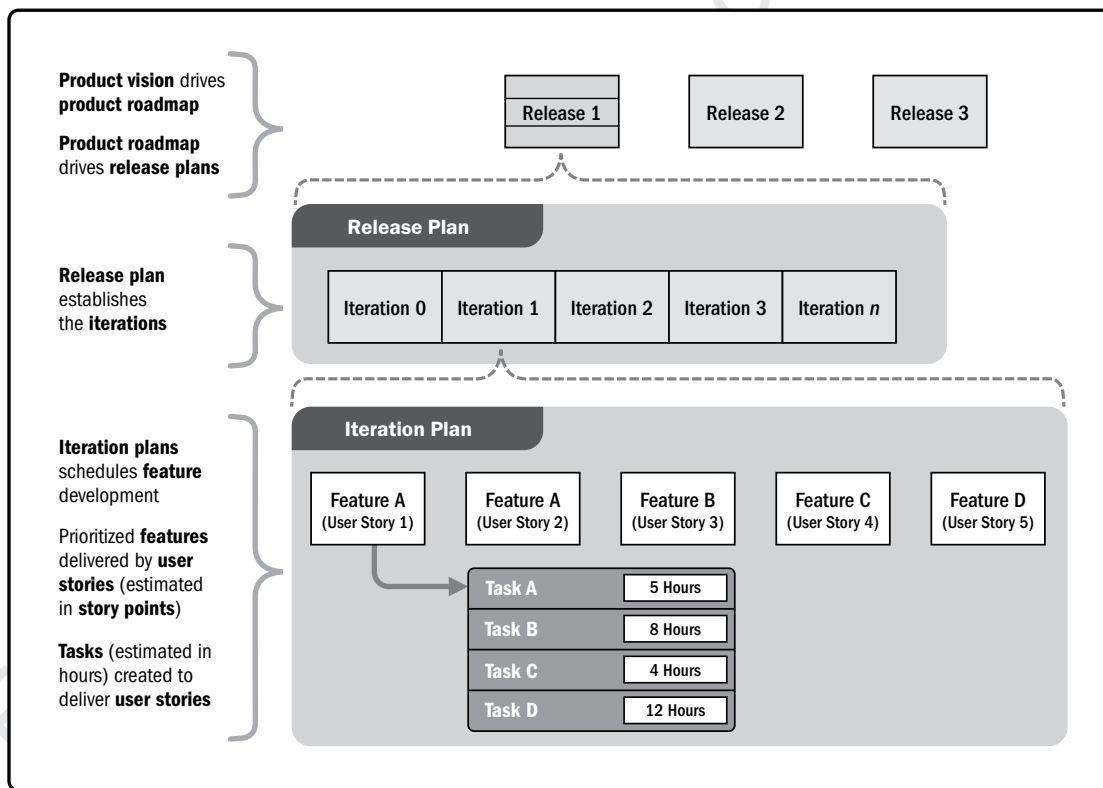 Product vision drives
product roadmap
Product roadmap
drives release plans
Release 1
Release 2
Release 3
Release Plan
Release plan
establishes
the iterations
Iteration 0
Iteration 1
Iteration 2
Iteration 3
Iteration n
Iteration Plan
Iteration plans
schedules feature
development
Prioritized features
delivered by user
stories (estimated
in story points)
Tasks (estimated in
hours) created to
deliver user stories
Feature A
(User Story 1)
Feature A
(User Story 2)
Feature B
(User Story 3)
Feature C
(User Story 4)
Feature D
(User Story 5)
Task A
5 Hours
Task B
8 Hours
Task C
4 Hours
Task D
12 Hours